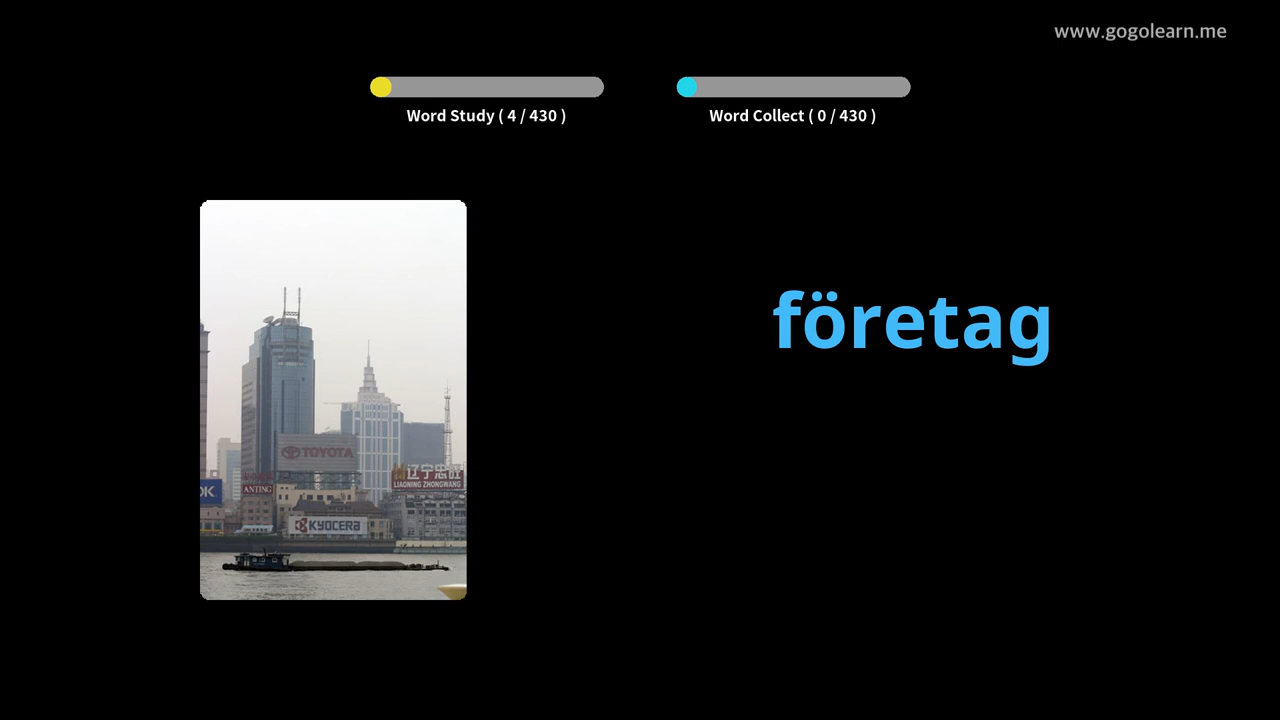 www.gogolearn.me
Word Study ( 4 / 430 )
Word Collect ( 0 / 430 )
företag
TOYOTA
辽宁忠旺
LIAONING ZHONGWANG
OK
ANTING
KYOCERA